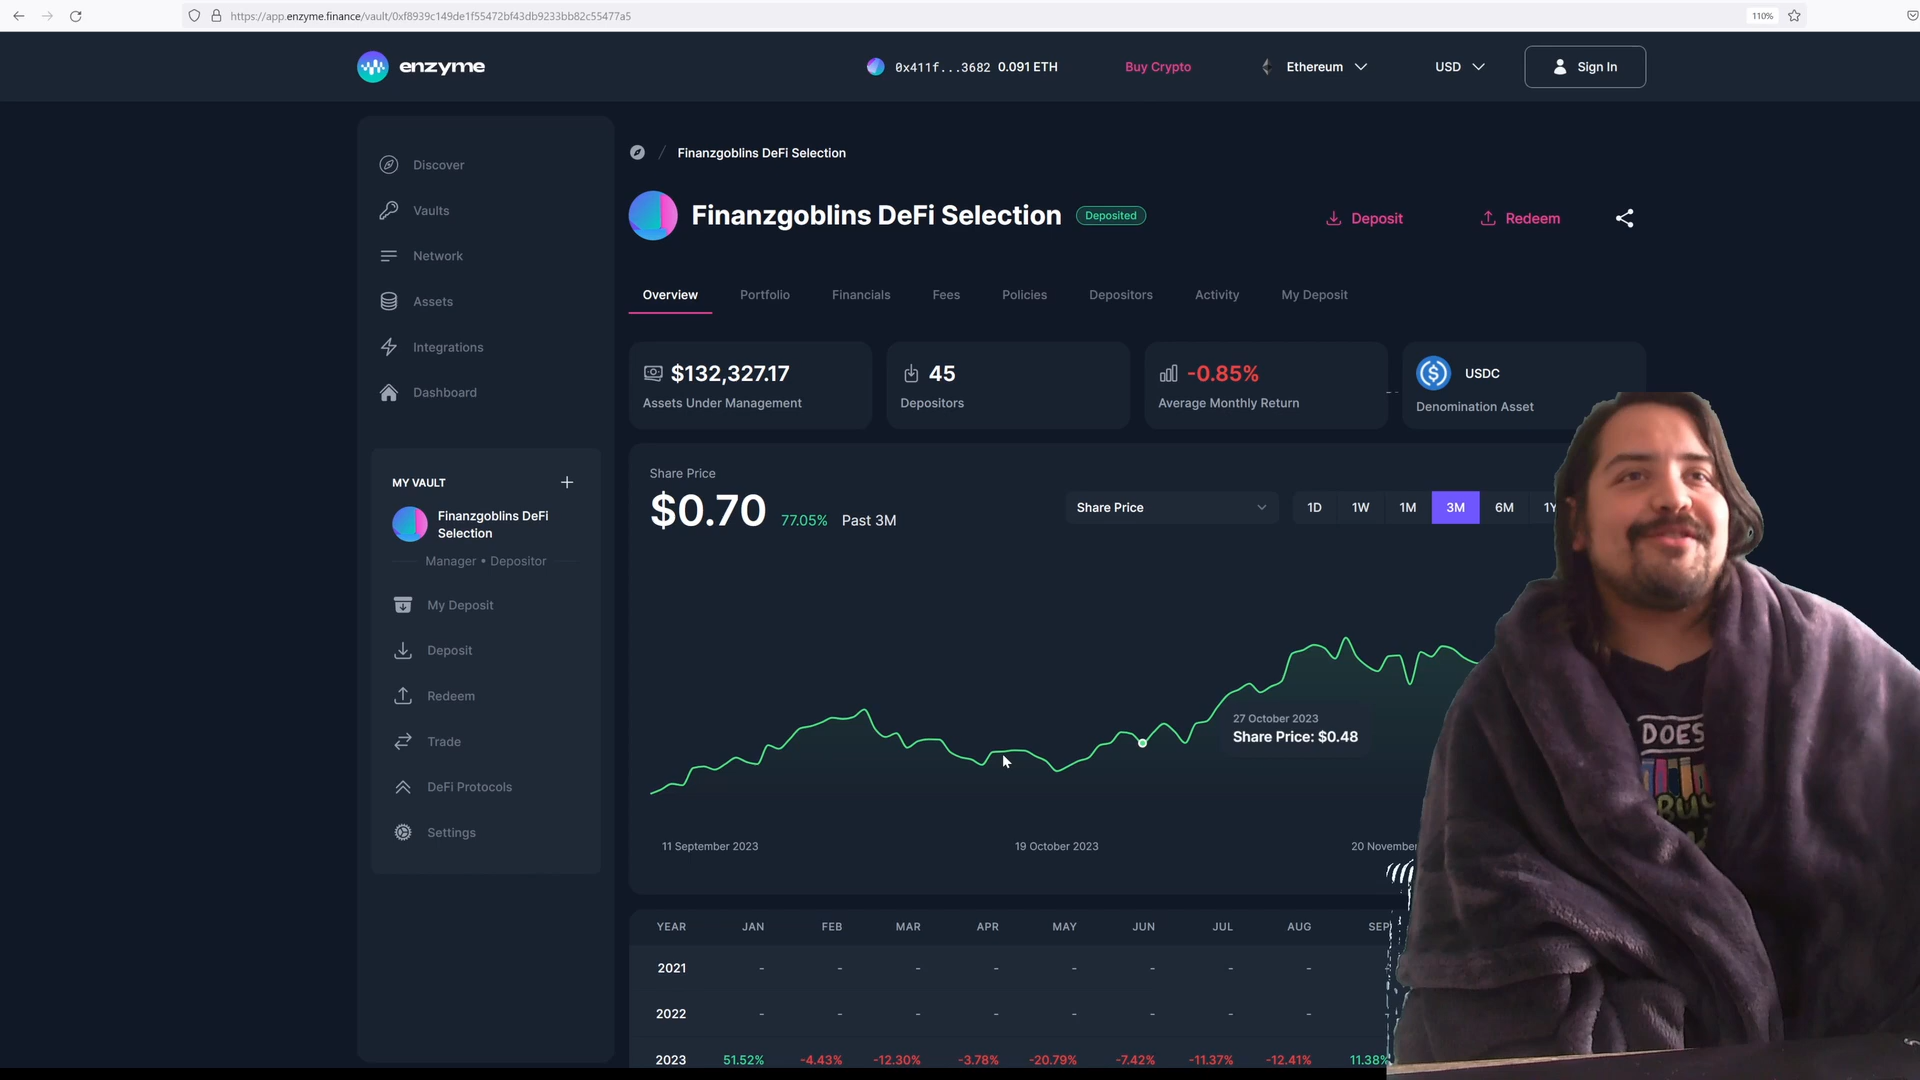 https://app.enzyme.finance/vault/0xf8939c149de1f55472bf43db9233bb82c55477a5
110%
enzyme
0x411f...3682 0.091 ETH
Buy Crypto
Ethereum
USD
Sign In
Discover
Vaults
Network
Assets
Integrations
Dashboard
MY VAULT
Finanzgoblins DeFi
Selection
Manager • Depositor
My Deposit
Deposit
Redeem
Trade
DeFi Protocols
Settings
/ Finanzgoblins DeFi Selection
Finanzgoblins DeFi Selection
Deposited
Deposit
Redeem
Overview
Portfolio
Financials
Fees
Policies
Depositors
Activity
My Deposit
$132,327.17
Assets Under Management
45
Depositors
-0.85%
Average Monthly Return
USDC
Denomination Asset
Share Price
$0.70 77.05% Past 3M
Share Price
1D 1W 1M 3M 6M 1Y
27 October 2023
Share Price: $0.48
11 September 2023
19 October 2023
20 November
YEAR JAN FEB MAR APR MAY JUN JUL AUG SEP
2021 - - - - - - - -
2022 - - - - - - - -
2023 51.52% -4.43% -12.30% -3.78% -20.79% -7.42% -11.37% -12.41% 11.38%
DOES